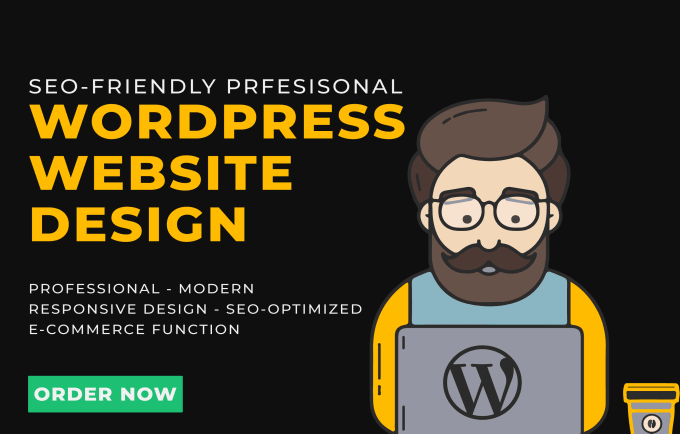 SEO-FRIENDLY PRFESISONAL
WORDPRESS
WEBSITE
DESIGN
PROFESSIONAL - MODERN
RESPONSIVE DESIGN - SEO-OPTIMIZED
E-COMMERCE FUNCTION
ORDER NOW
W